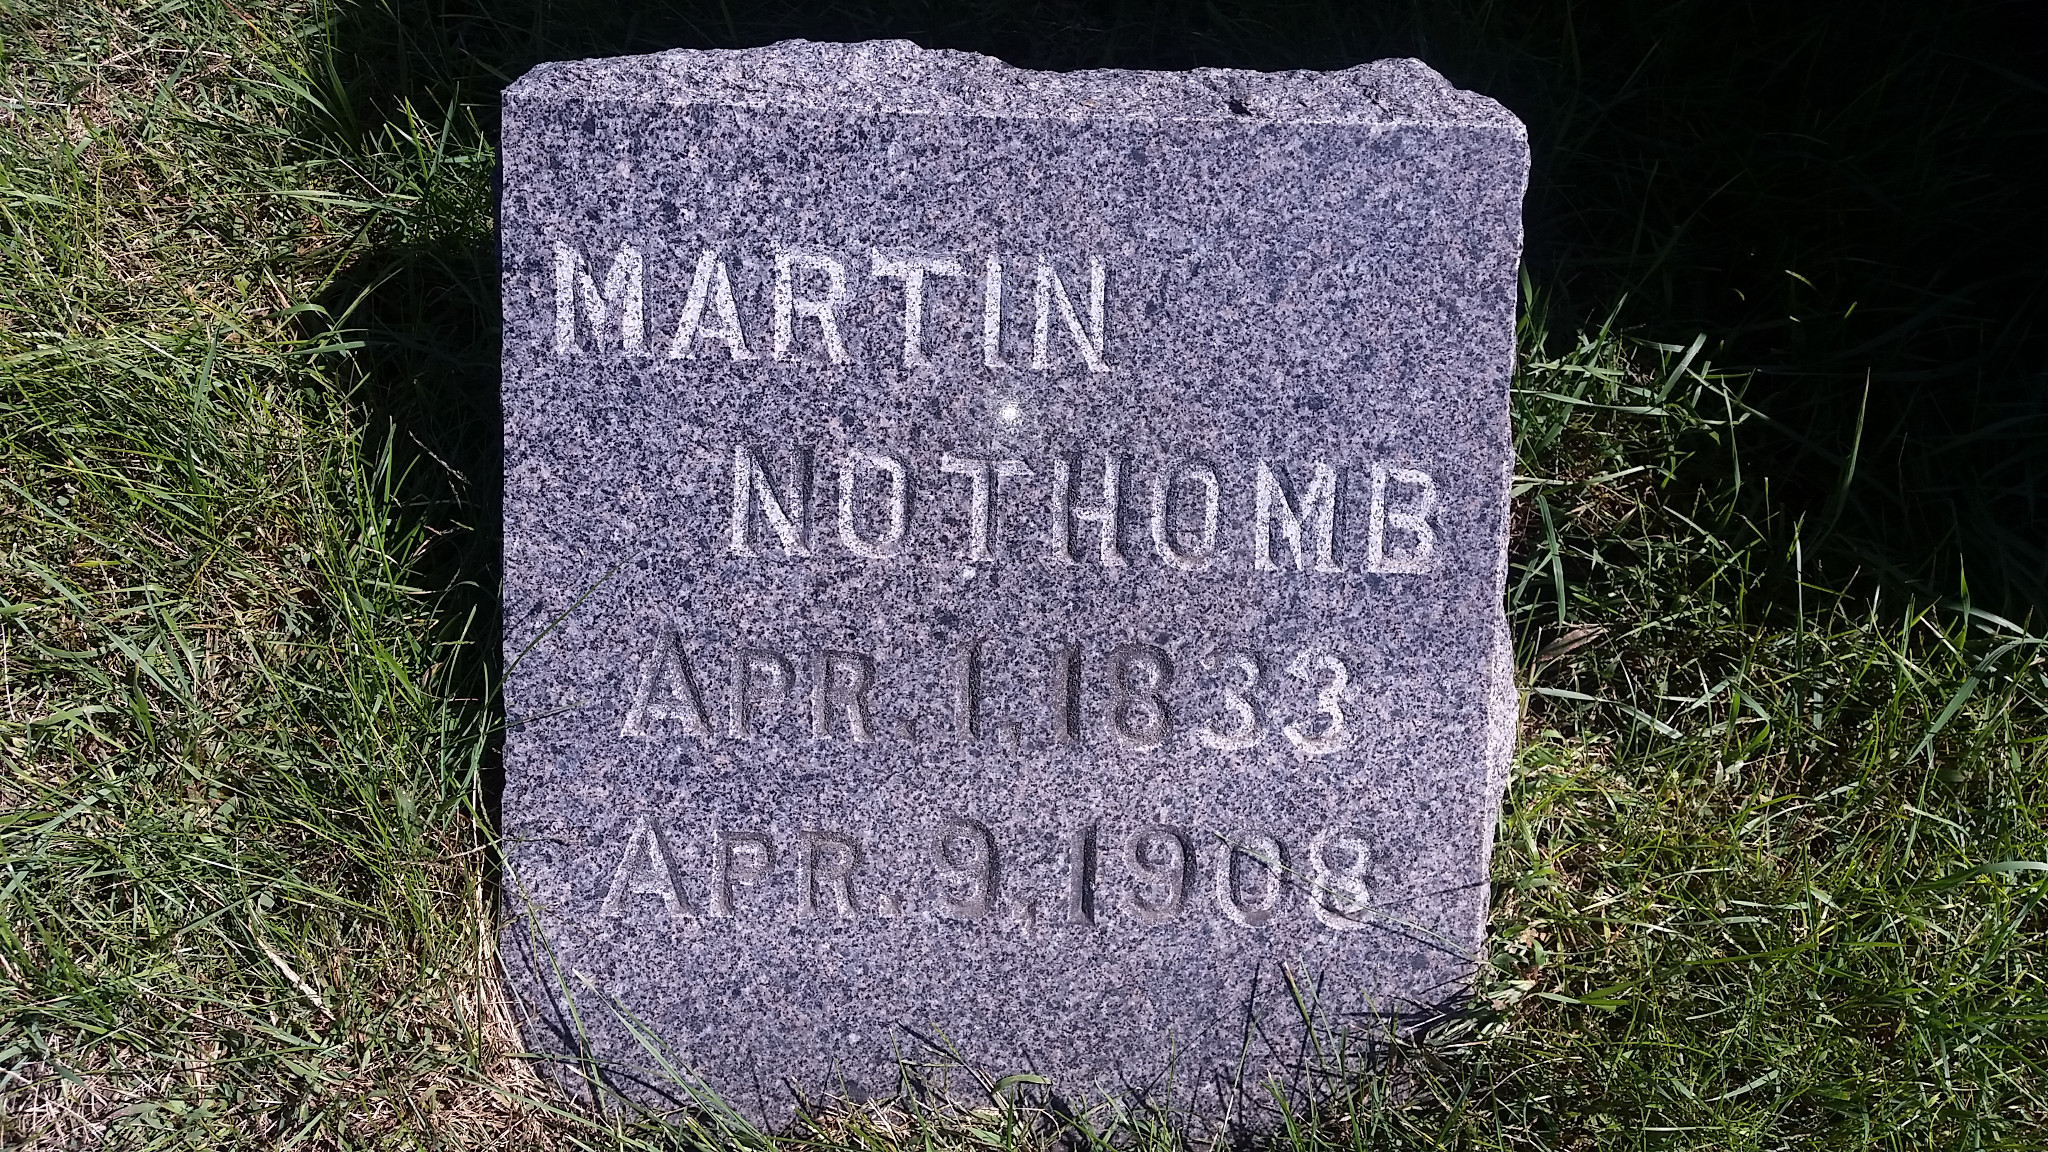 MARTIN
NOTHOMB
APR. 1, 1833
APR. 9, 1908